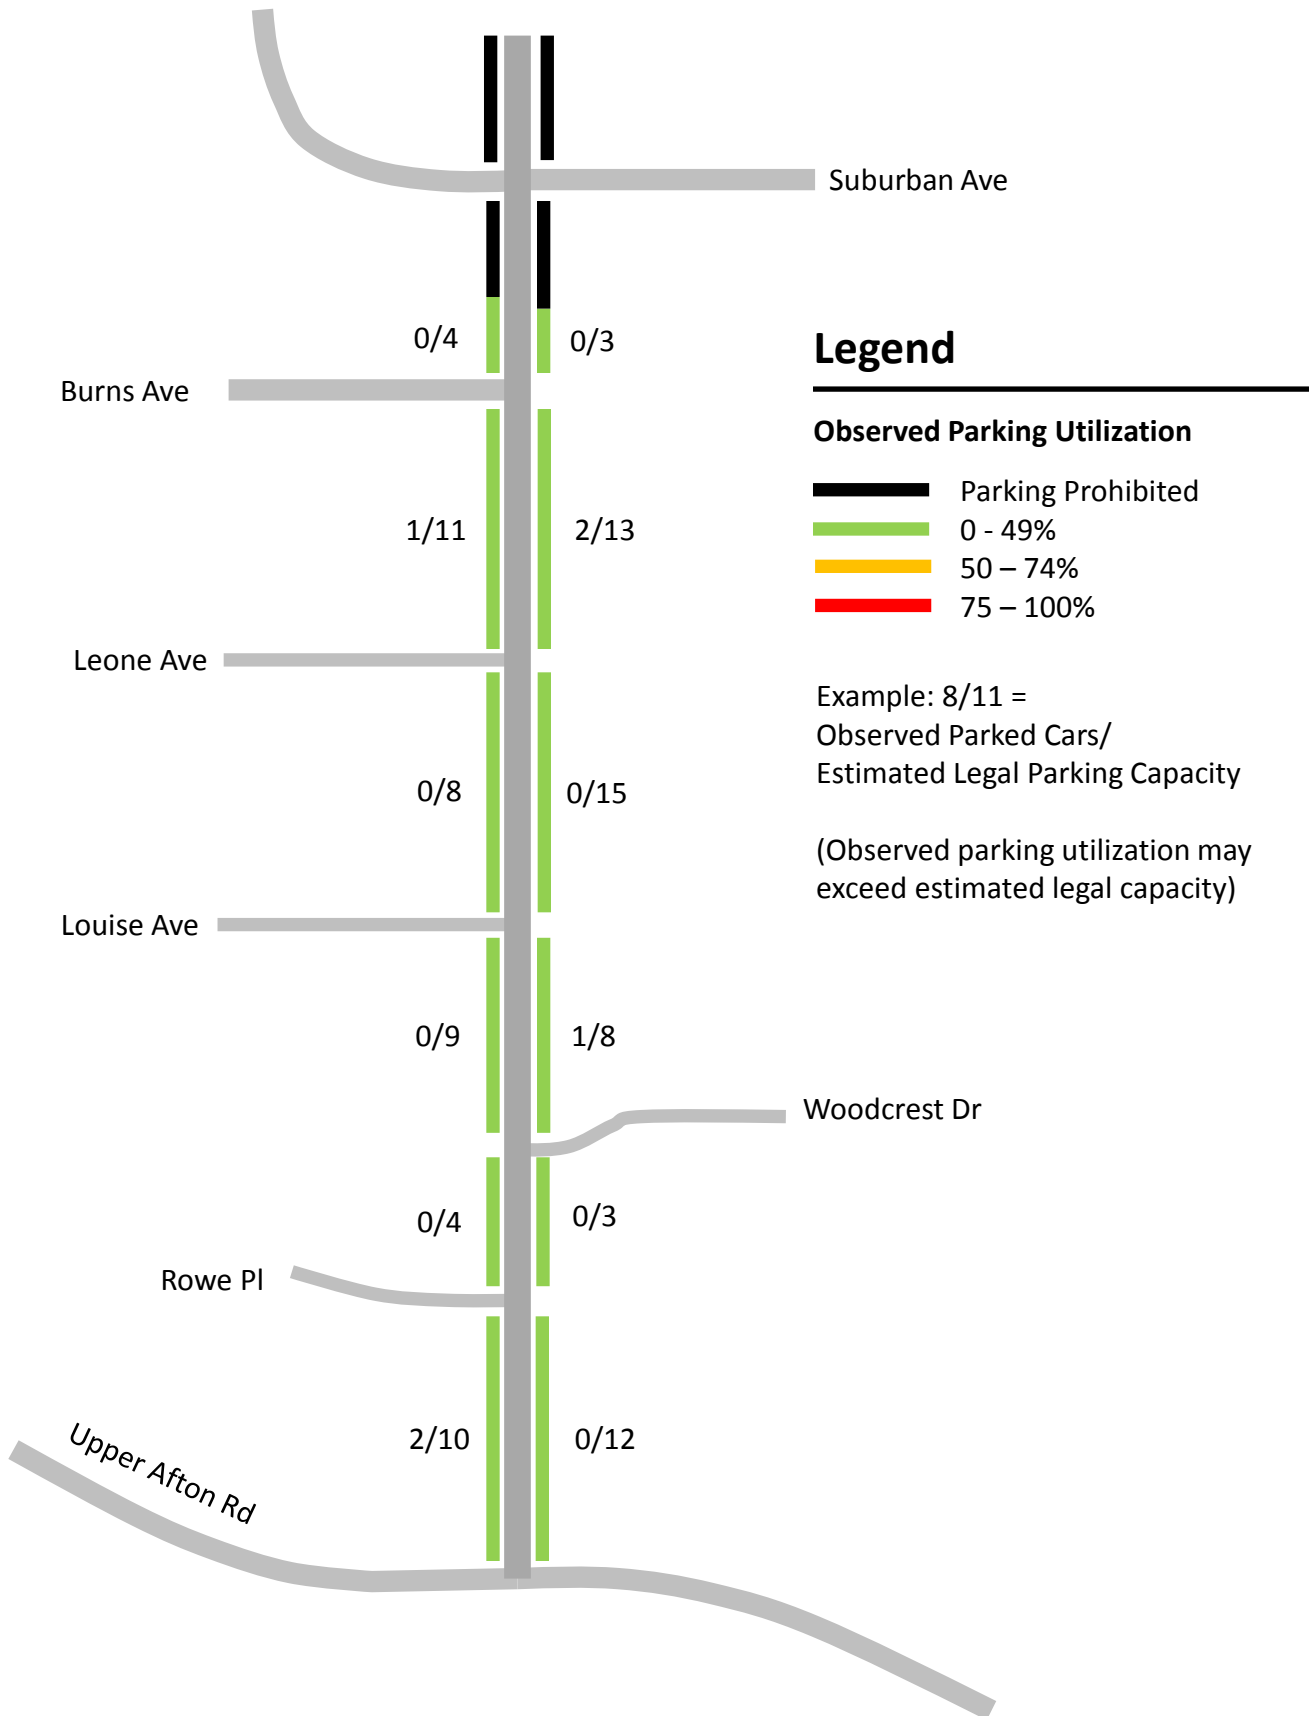 Suburban Ave
0/4
0/3
Burns Ave
Legend
Observed Parking Utilization
Parking Prohibited
0 - 49%
50 – 74%
75 – 100%
1/11
2/13
Leone Ave
Example: 8/11 =
Observed Parked Cars/
Estimated Legal Parking Capacity
0/8
0/15
(Observed parking utilization may
exceed estimated legal capacity)
Louise Ave
0/9
1/8
Woodcrest Dr
0/4
0/3
Rowe Pl
2/10
0/12
Upper Afton Rd